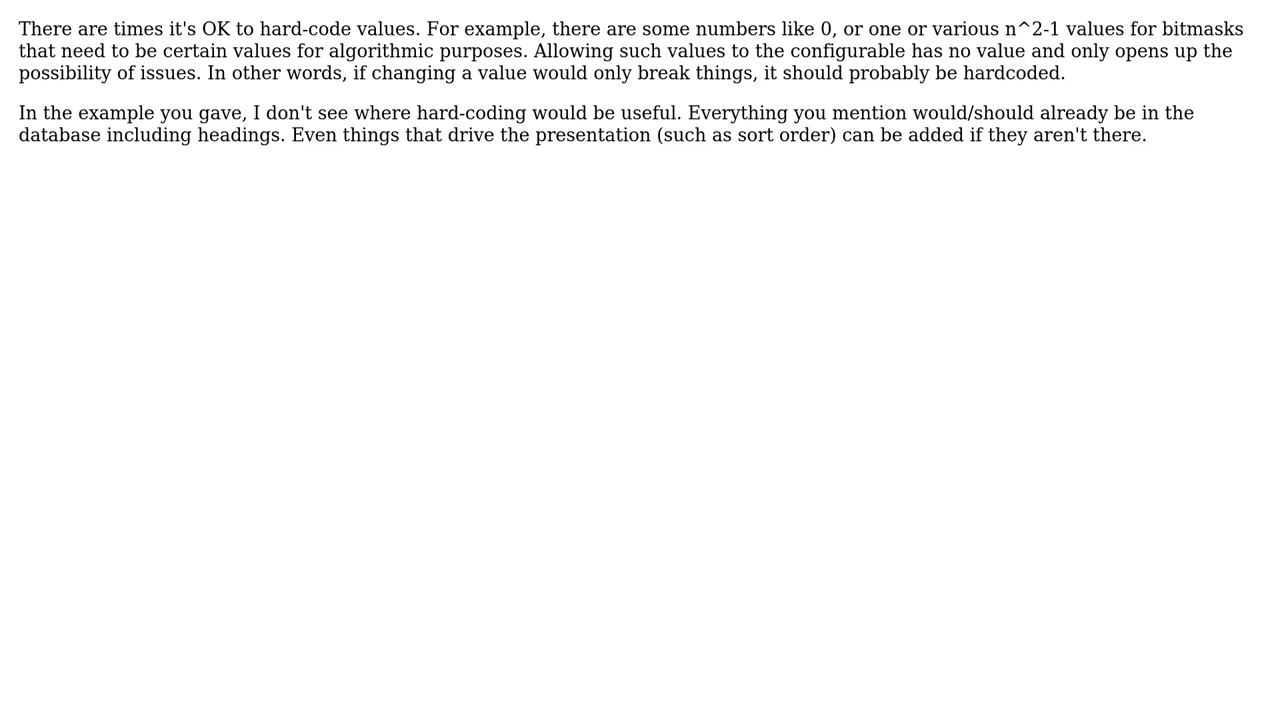 There are times it's OK to hard-code values. For example, there are some numbers like 0, or one or various n^2-1 values for bitmasks
that need to be certain values for algorithmic purposes. Allowing such values to the configurable has no value and only opens up the
possibility of issues. In other words, if changing a value would only break things, it should probably be hardcoded.
In the example you gave, I don't see where hard-coding would be useful. Everything you mention would/should already be in the
database including headings. Even things that drive the presentation (such as sort order) can be added if they aren't there.